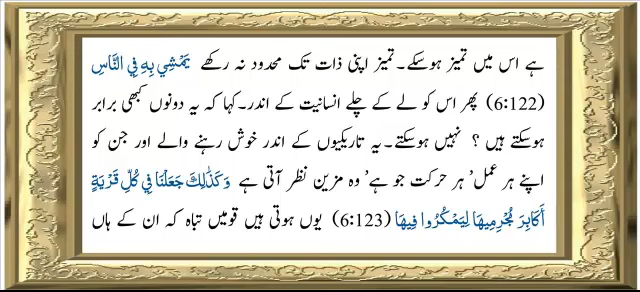 ہے اس میں تمیز ہوسکے۔تمیز اپنی ذات تک محدود نہ رکھے يَمْشِي بِهِ فِي النَّاسِ
(6:122) پھر اس کو لے کے چلے انسانیت کے اندر۔کہا کہ یہ دونوں کبھی برابر
ہوسکتے ہیں ؟ نہیں ہوسکتے۔یہ تاریکیوں کے اندر خوش رہنے والے اور جن کو
اپنے ہر عمل’ ہر حرکت جو ہے’ وہ مزین نظر آتی ہے وَكَذَٰلِكَ جَعَلْنَا فِي كُلِّ قَرْيَةٍ
أَكَابِرَ مُجْرِمِيهَا لِيَمْكُرُوا فِيهَا (6:123) یوں ہوتی ہیں قومیں تباہ کہ ان کے ہاں